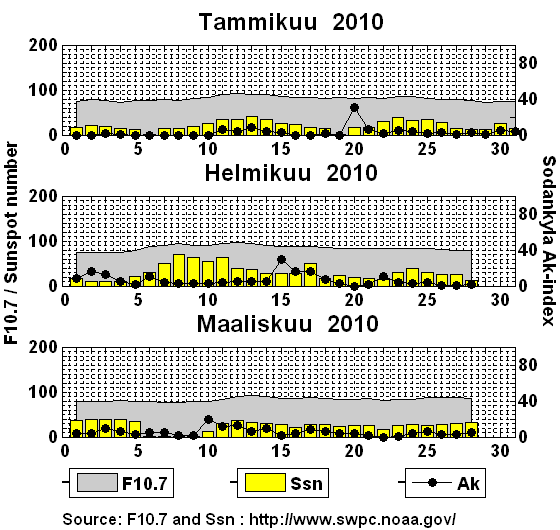 Tammikuu 2010
200
100
0
80
40
0
0 5 10 15 20 25 30
Helmikuu 2010
200
100
0
80
40
0
0 5 10 15 20 25 30
Maaliskuu 2010
200
100
0
80
40
0
0 5 10 15 20 25 30
F10.7 / Sunspot number
Sodankyla Ak-index
F10.7 Ssn Ak
Source: F10.7 and Ssn : http://www.swpc.noaa.gov/